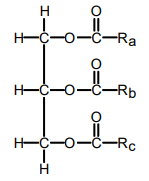 H O
H C O C Ra
O
H C O C Rb
O
H C O C Rc
H